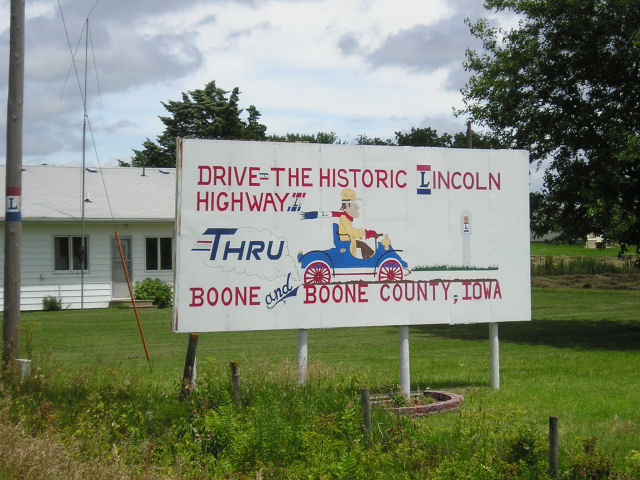 DRIVE-THE HISTORIC L LINCOLN
HIGHWAY L
THRU
BOONE and BOONE COUNTY, IOWA
L
L